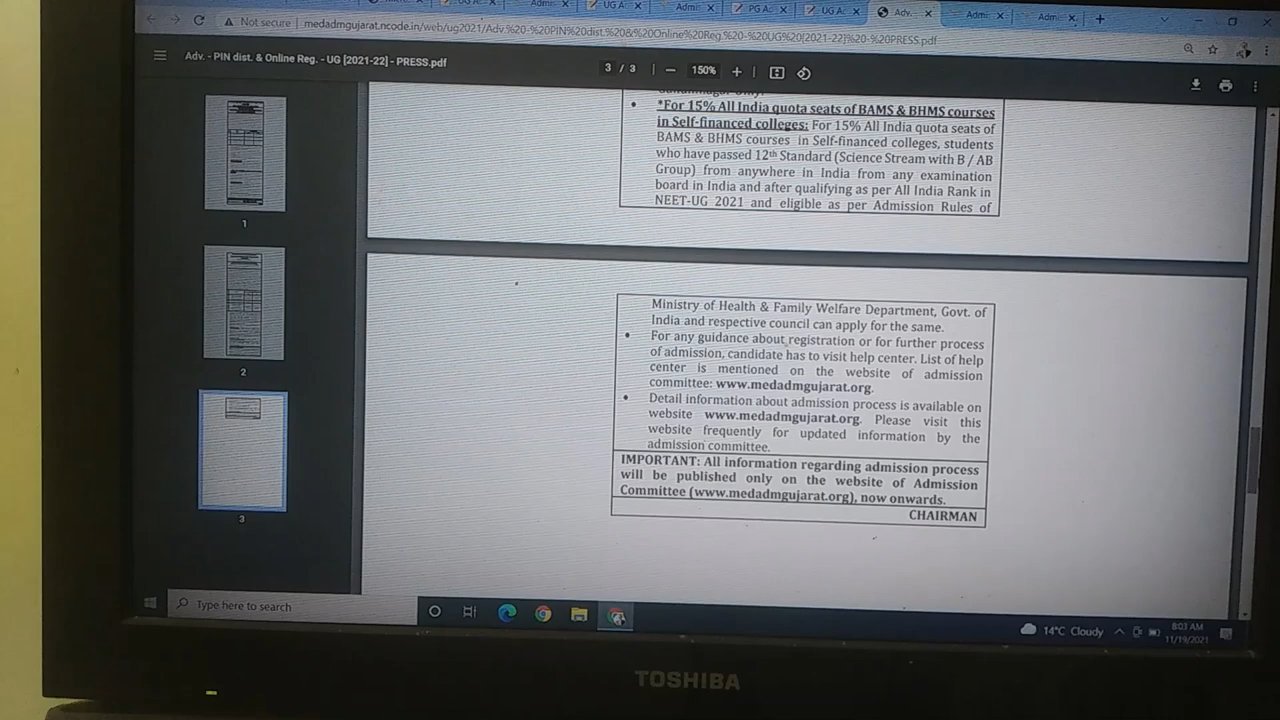 UG A
Admi
UG A:
Admi:
PG A:
UG A:
Adv.
Admi:
Admi:
Not secure | medadmgujarat.ncode.in/web/ug2021/Adv.%20-%20PIN%20dist.%20&%20Online%20Reg.%20-%20UG%20[2021-22]%20-%20PRESS.pdf
Adv. - PIN dist. & Online Reg. - UG [2021-22] - PRESS.pdf
3 / 3
150%
• *For 15% All India quota seats of BAMS & BHMS courses
in Self-financed colleges: For 15% All India quota seats of
BAMS & BHMS courses in Self-financed colleges, students
who have passed 12th Standard (Science Stream with B / AB
Group) from anywhere in India from any examination
board in India and after qualifying as per All India Rank in
NEET-UG 2021 and eligible as per Admission Rules of
1
2
3
Ministry of Health & Family Welfare Department, Govt. of
India and respective council can apply for the same.
• For any guidance about registration or for further process
of admission, candidate has to visit help center. List of help
center is mentioned on the website of admission
committee: www.medadmgujarat.org.
• Detail information about admission process is available on
website www.medadmgujarat.org. Please visit this
website frequently for updated information by the
admission committee.
IMPORTANT: All information regarding admission process
will be published only on the website of Admission
Committee (www.medadmgujarat.org), now onwards.
CHAIRMAN
Type here to search
14°C Cloudy
8:03 AM
11/19/2021
TOSHIBA